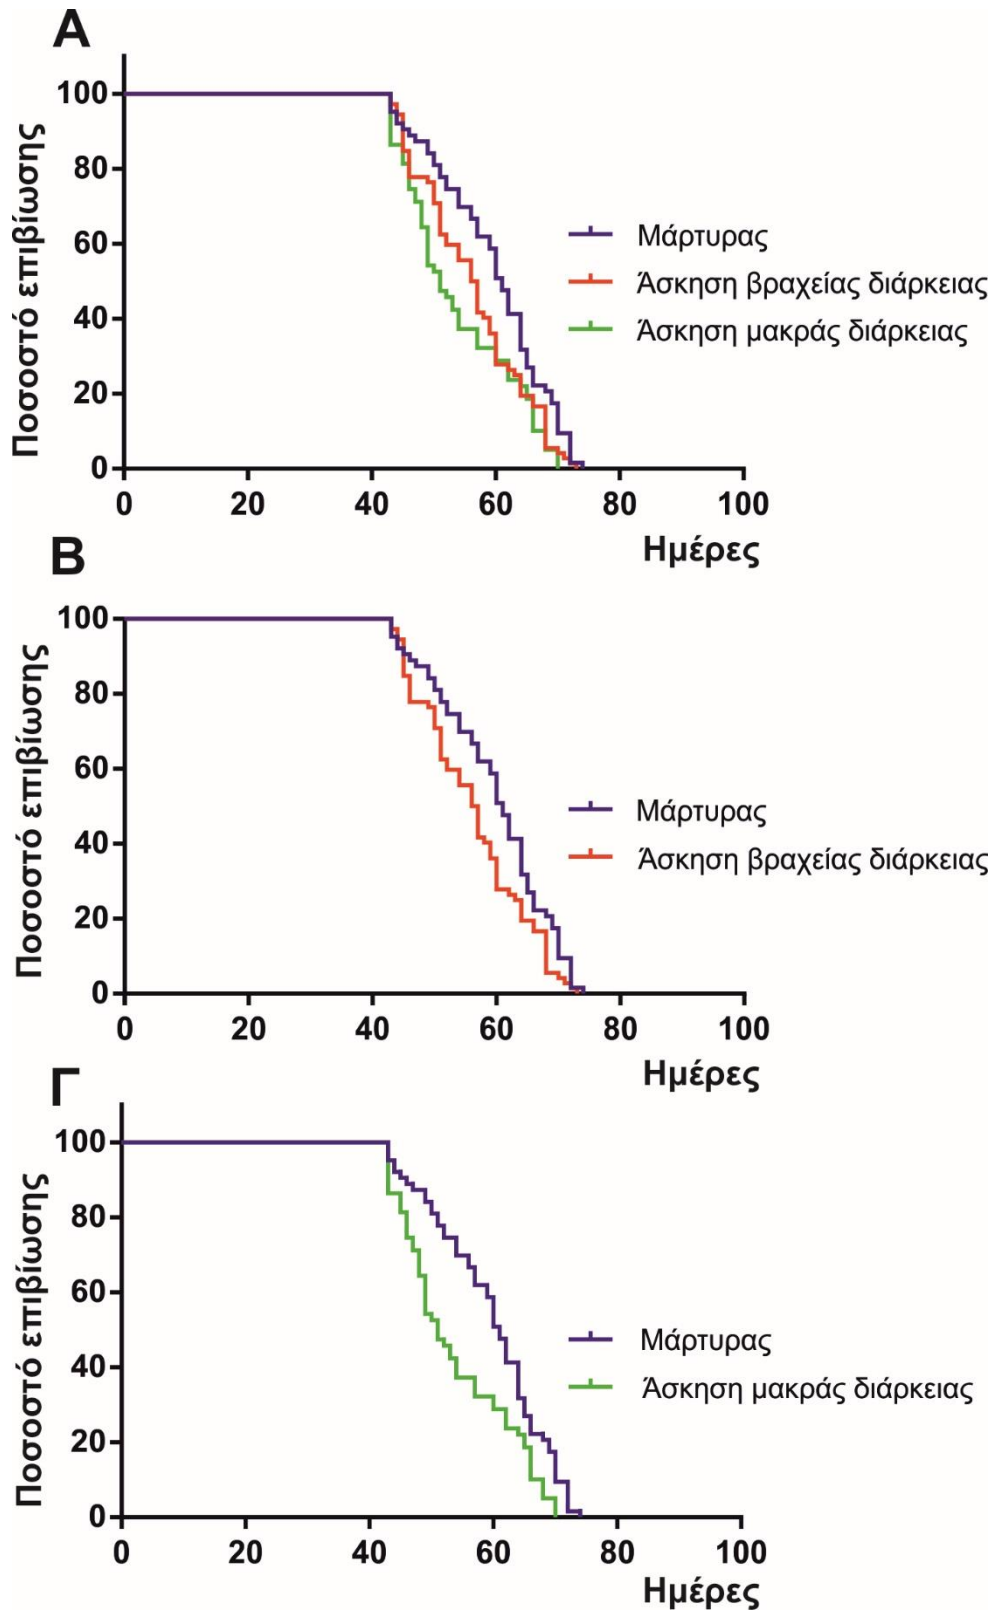 A
Ποσοστό επιβίωσης
100
80
60
40
20
0
0 20 40 60 80 100
Ημέρες
Μάρτυρας
Άσκηση βραχείας διάρκειας
Άσκηση μακράς διάρκειας
B
Ποσοστό επιβίωσης
100
80
60
40
20
0
0 20 40 60 80 100
Ημέρες
Μάρτυρας
Άσκηση βραχείας διάρκειας
Γ
Ποσοστό επιβίωσης
100
80
60
40
20
0
0 20 40 60 80 100
Ημέρες
Μάρτυρας
Άσκηση μακράς διάρκειας